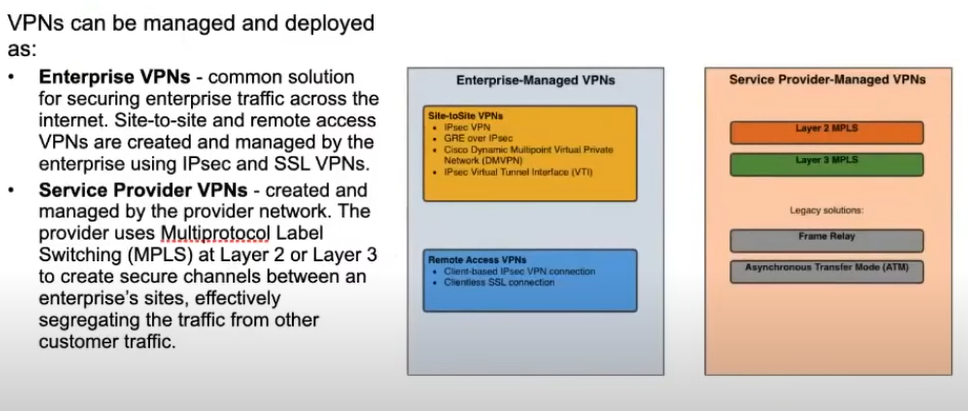 VPNs can be managed and deployed
as:
• Enterprise VPNs - common solution
for securing enterprise traffic across the
internet. Site-to-site and remote access
VPNs are created and managed by the
enterprise using IPsec and SSL VPNs.
• Service Provider VPNs - created and
managed by the provider network. The
provider uses Multiprotocol Label
Switching (MPLS) at Layer 2 or Layer 3
to create secure channels between an
enterprise's sites, effectively
segregating the traffic from other
customer traffic.
Enterprise-Managed VPNs
Site-toSite VPNs
• IPsec VPN
• GRE over IPsec
• Cisco Dynamic Multipoint Virtual Private
Network (DMVPN)
• IPsec Virtual Tunnel Interface (VTI)
Remote Access VPNs
• Client-based IPsec VPN connection
• Clientless SSL connection
Service Provider-Managed VPNs
Layer 2 MPLS
Layer 3 MPLS
Legacy solutions:
Frame Relay
Asynchronous Transfer Mode (ATM)